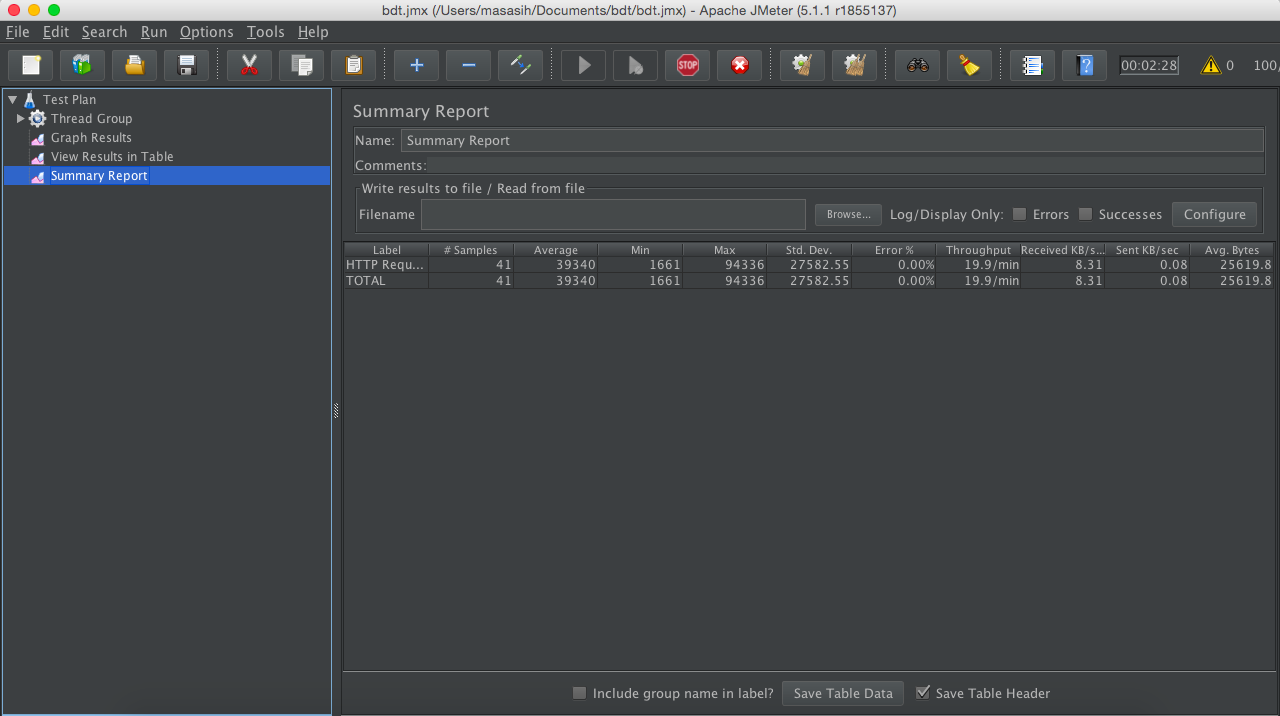 bdt.jmx (/Users/masasih/Documents/bdt/bdt.jmx) - Apache JMeter (5.1.1 r1855137)
File Edit Search Run Options Tools Help
STOP 00:02:28 0 100/
Test Plan
Thread Group
Graph Results
View Results in Table
Summary Report
Summary Report
Name: Summary Report
Comments:
Write results to file / Read from file
Filename Browse... Log/Display Only: Errors Successes Configure
Label # Samples Average Min Max Std. Dev. Error % Throughput Received KB/s... Sent KB/sec Avg. Bytes
HTTP Requ... 41 39340 1661 94336 27582.55 0.00% 19.9/min 8.31 0.08 25619.8
TOTAL 41 39340 1661 94336 27582.55 0.00% 19.9/min 8.31 0.08 25619.8
Include group name in label? Save Table Data Save Table Header